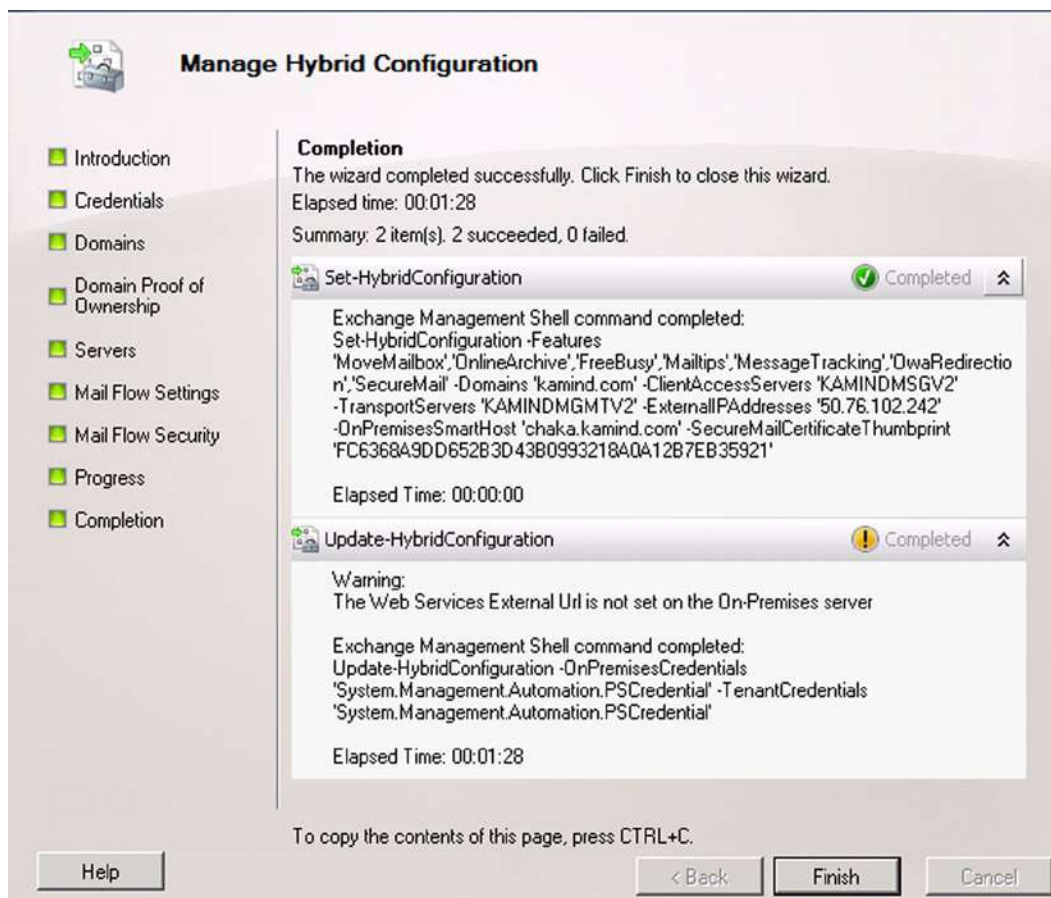 Manage Hybrid Configuration
Introduction
Credentials
Domains
Domain Proof of
Ownership
Servers
Mail Flow Settings
Mail Flow Security
Progress
Completion
Completion
The wizard completed successfully. Click Finish to close this wizard.
Elapsed time: 00:01:28
Summary: 2 item(s). 2 succeeded, 0 failed.
Set-HybridConfiguration
Completed
Exchange Management Shell command completed:
Set-HybridConfiguration -Features
'MoveMailbox','OnlineArchive','FreeBusy','Mailtips','MessageTracking','OwaRedirectio
n','SecureMail' -Domains 'kamind.com' -ClientAccessServers 'KAMINDMSGV2'
-TransportServers 'KAMINDMGMTV2' -ExternalIPAddresses '50.76.102.242'
-OnPremisesSmartHost 'chaka.kamind.com' -SecureMailCertificateThumbprint
'FC6368A9DD652B3D43B0993218A0A12B7EB35921'
Elapsed Time: 00:00:00
Update-HybridConfiguration
Completed
Warning:
The Web Services External Url is not set on the On-Premises server
Exchange Management Shell command completed:
Update-HybridConfiguration -OnPremisesCredentials
'System.Management.Automation.PSCredential' -TenantCredentials
'System.Management.Automation.PSCredential'
Elapsed Time: 00:01:28
To copy the contents of this page, press CTRL+C.
Help
< Back
Finish
Cancel